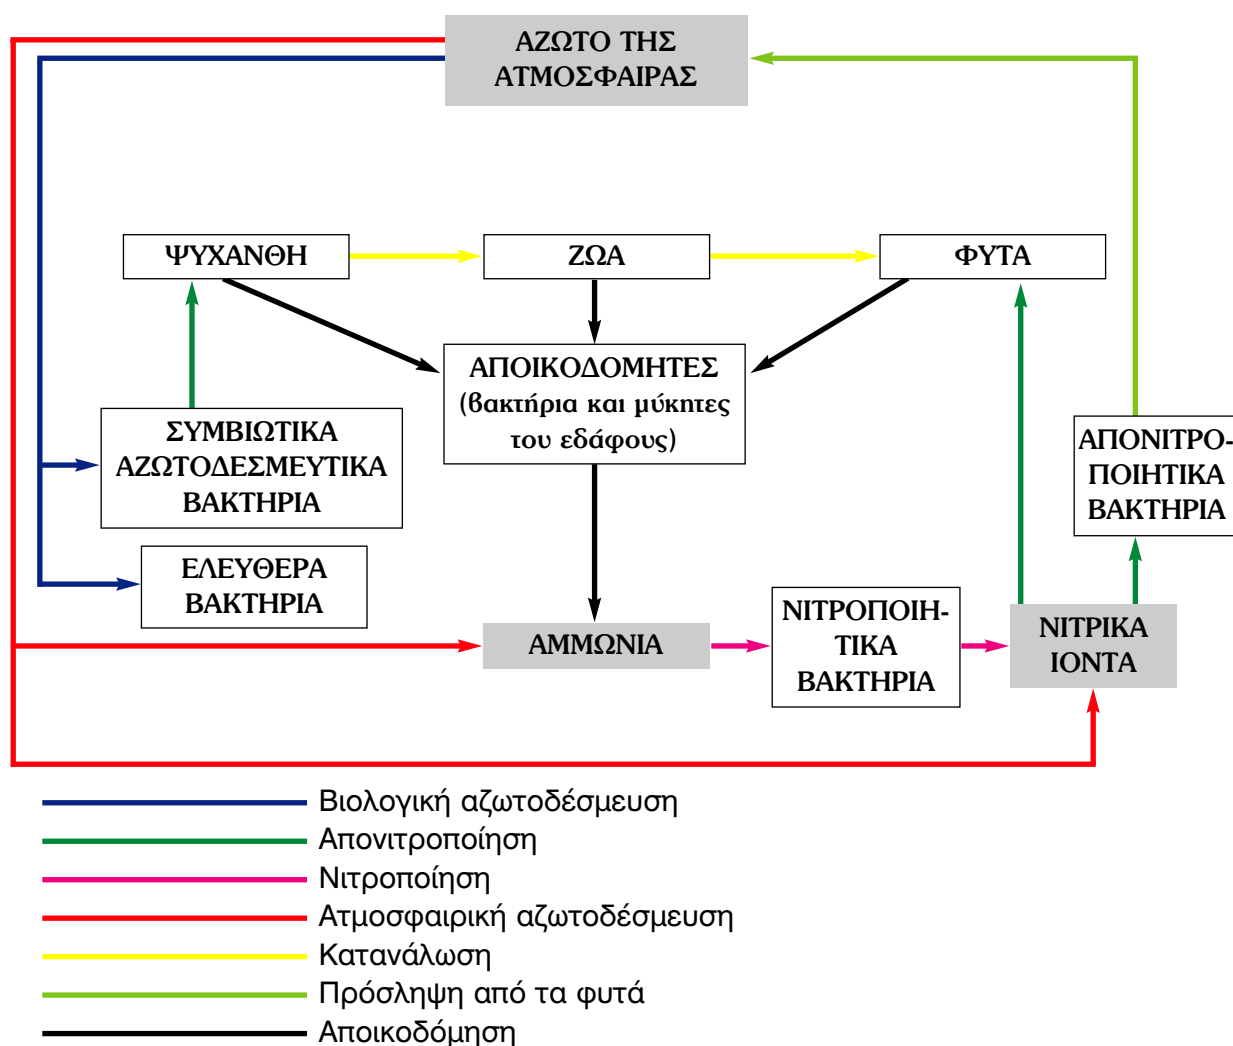 ΑΖΩΤΟ ΤΗΣ
ΑΤΜΟΣΦΑΙΡΑΣ
ΨΥΧΑΝΘΗ
ΖΩΑ
ΦΥΤΑ
ΑΠΟΙΚΟΔΟΜΗΤΕΣ
(βακτήρια και μύκητες
του εδάφους)
ΣΥΜΒΙΩΤΙΚΑ
ΑΖΩΤΟΔΕΣΜΕΥΤΙΚΑ
ΒΑΚΤΗΡΙΑ
ΑΠΟΝΙΤΡΟ-
ΠΟΙΗΤΙΚΑ
ΒΑΚΤΗΡΙΑ
ΕΛΕΥΘΕΡΑ
ΒΑΚΤΗΡΙΑ
ΑΜΜΩΝΙΑ
ΝΙΤΡΟΠΟΙΗ-
ΤΙΚΑ
ΒΑΚΤΗΡΙΑ
ΝΙΤΡΙΚΑ
ΙΟΝΤΑ
Βιολογική αζωτοδέσμευση
Απονιτροποίηση
Νιτροποίηση
Ατμοσφαιρική αζωτοδέσμευση
Κατανάλωση
Πρόσληψη από τα φυτά
Αποικοδόμηση